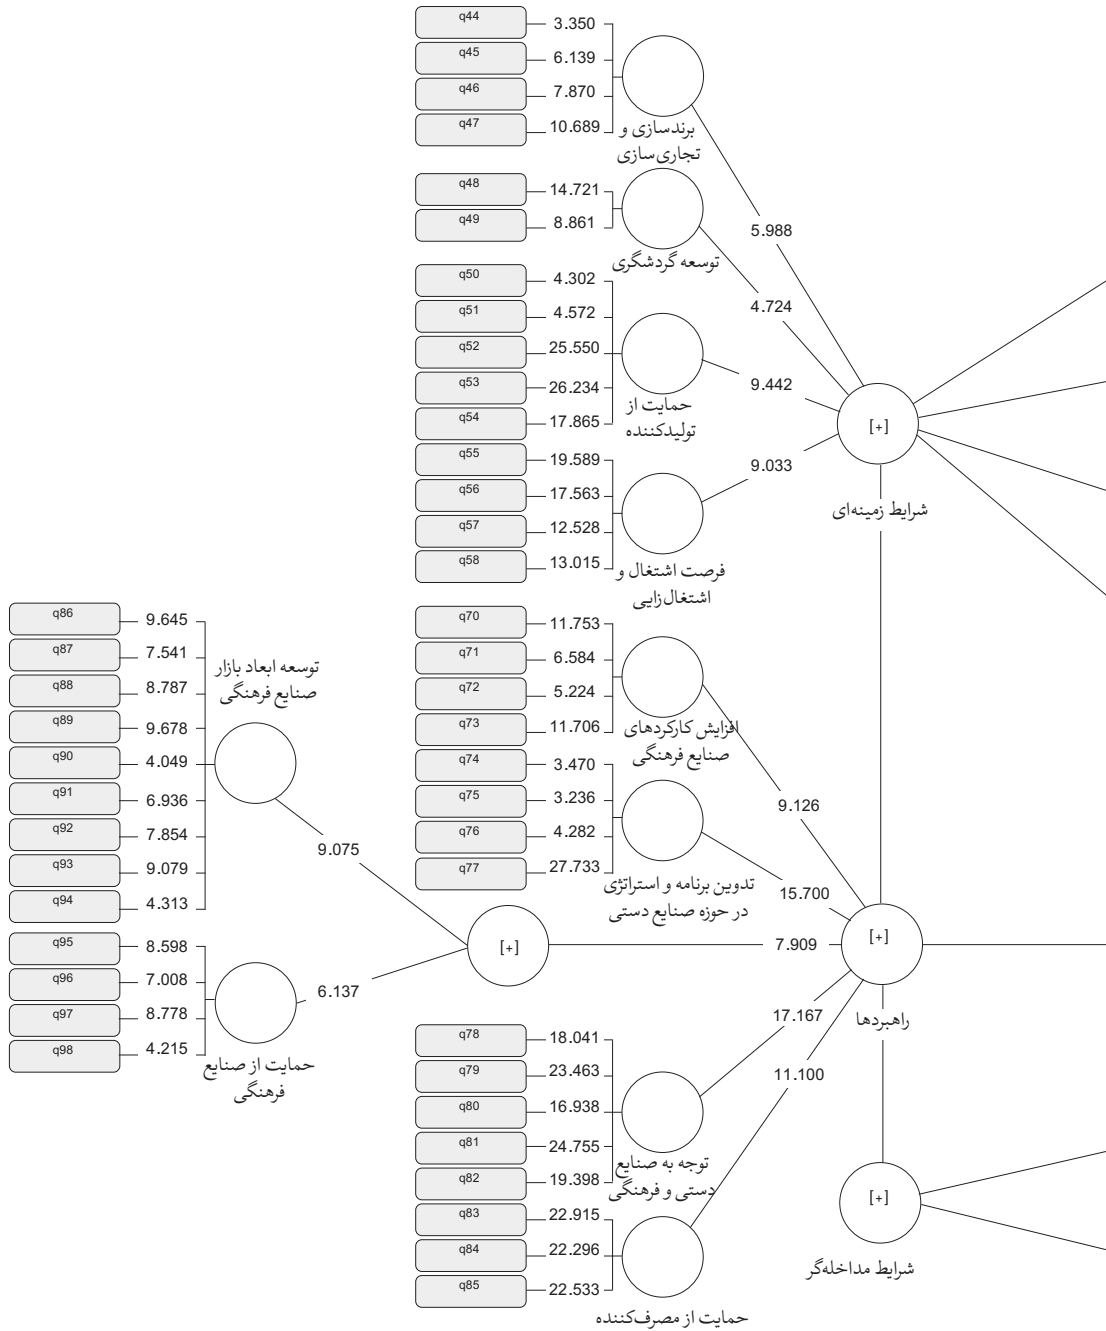 q44
3.350
q45
6.139
q46
7.870
q47
10.689
برندسازی و
تجاری‌سازی
q48
14.721
q49
8.861
توسعه گردشگری
q50
4.302
q51
4.572
q52
25.550
q53
26.234
q54
17.865
حمایت از
تولیدکننده
q55
19.589
q56
17.563
q57
12.528
q58
13.015
فرصت اشتغال و
اشتغال‌زایی
5.988
4.724
9.442
9.033
[+]
شرایط زمینه‌ای
q70
11.753
q71
6.584
q72
5.224
q73
11.706
افزایش کارکردهای
صنایع فرهنگی
q74
3.470
q75
3.236
q76
4.282
q77
27.733
تدوین برنامه و استراتژی
در حوزه صنایع دستی
9.126
15.700
7.909
17.167
11.100
[+]
راهبردها
q86
9.645
q87
7.541
q88
8.787
q89
9.678
q90
4.049
q91
6.936
q92
7.854
q93
9.079
q94
4.313
توسعه ابعاد بازار
صنایع فرهنگی
q95
8.598
q96
7.008
q97
8.778
q98
4.215
حمایت از صنایع
فرهنگی
9.075
6.137
[+]
q78
18.041
q79
23.463
q80
16.938
q81
24.755
q82
19.398
توجه به صنایع
دستی و فرهنگی
q83
22.915
q84
22.296
q85
22.533
حمایت از مصرف‌کننده
[+]
شرایط مداخله‌گر